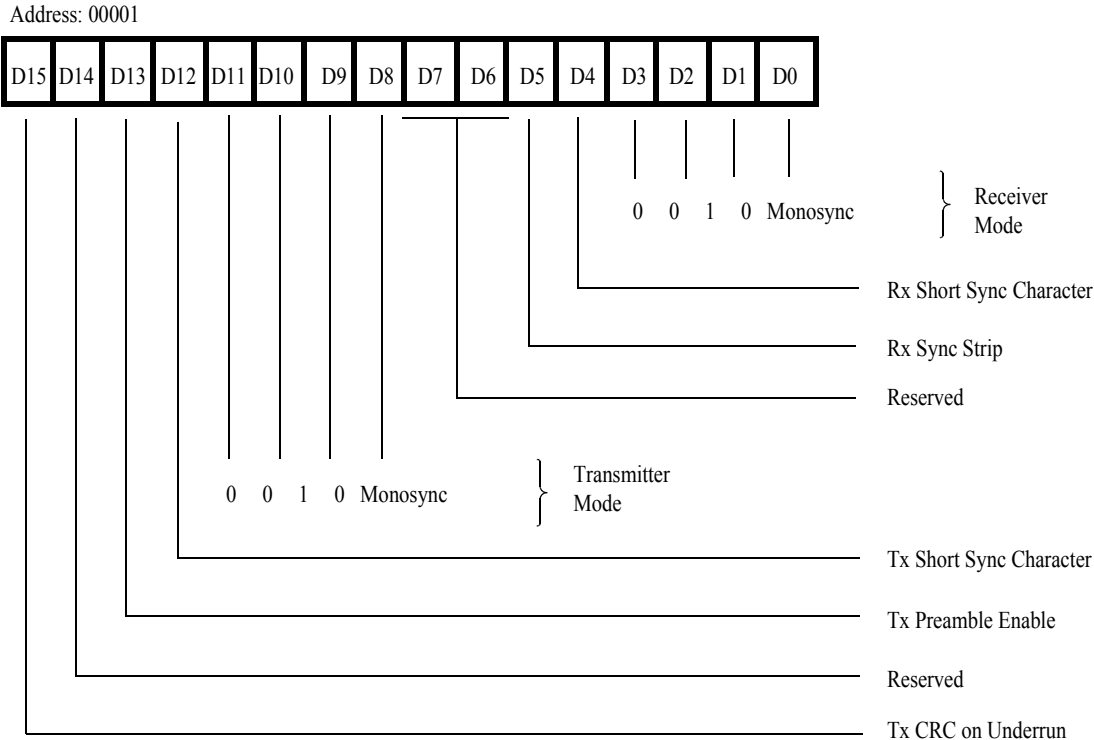 Address: 00001
D15 D14 D13 D12 D11 D10 D9 D8 D7 D6 D5 D4 D3 D2 D1 D0
0 0 1 0 Monosync
Receiver
Mode
Rx Short Sync Character
Rx Sync Strip
Reserved
0 0 1 0 Monosync
Transmitter
Mode
Tx Short Sync Character
Tx Preamble Enable
Reserved
Tx CRC on Underrun